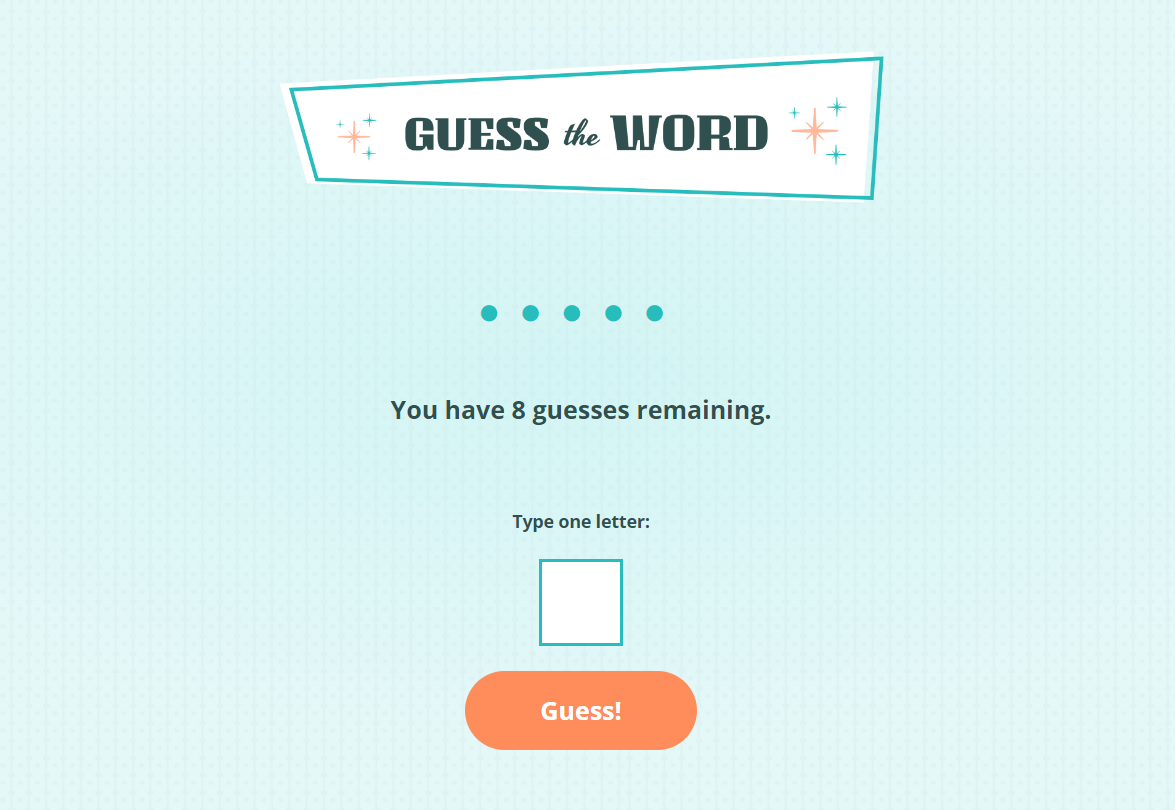 GUESS the WORD
● ● ● ● ●
You have 8 guesses remaining.
Type one letter:
Guess!